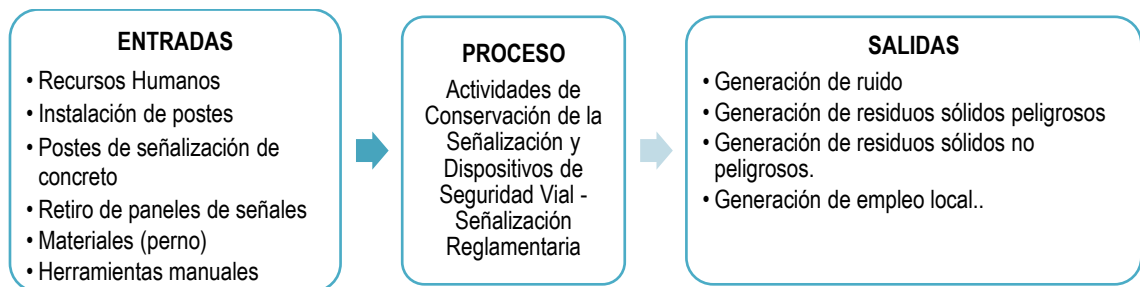 ENTRADAS
• Recursos Humanos
• Instalación de postes
• Postes de señalización de
concreto
• Retiro de paneles de señales
• Materiales (perno)
• Herramientas manuales
PROCESO
Actividades de
Conservación de la
Señalización y
Dispositivos de
Seguridad Vial -
Señalización
Reglamentaria
SALIDAS
• Generación de ruido
• Generación de residuos sólidos peligrosos
• Generación de residuos sólidos no
peligrosos.
• Generación de empleo local..